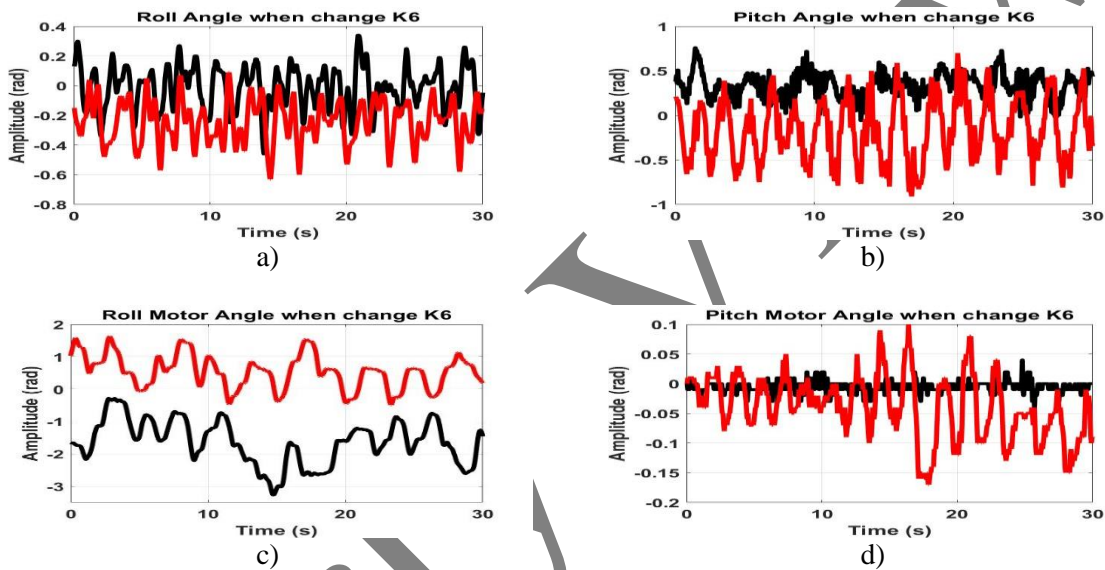 Roll Angle when change K6
0.4
0.2
0
-0.2
-0.4
-0.6
-0.8
Amplitude (rad)
0 10 20 30
Time (s)
a)
Pitch Angle when change K6
1
0.5
0
-0.5
-1
Amplitude (rad)
0 10 20 30
Time (s)
b)
Roll Motor Angle when change K6
2
1
0
-1
-2
-3
Amplitude (rad)
0 10 20 30
Time (s)
c)
Pitch Motor Angle when change K6
0.1
0.05
0
-0.05
-0.1
-0.15
-0.2
Amplitude (rad)
0 10 20 30
Time (s)
d)